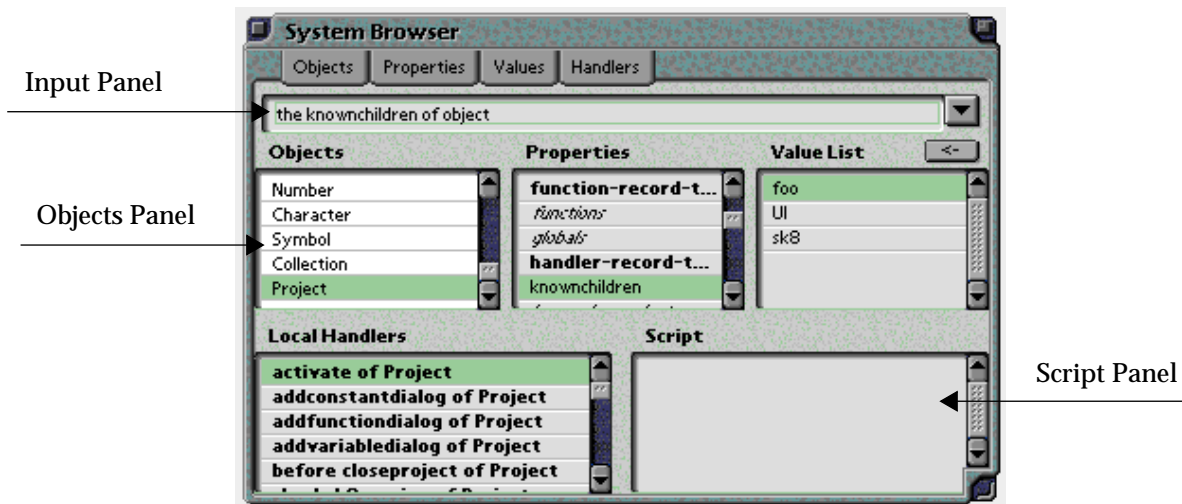 System Browser
Objects Properties Values Handlers
Input Panel
the knownchildren of object
Objects Properties Value List <-
Number
Character
Symbol
Collection
Project
function-record-t...
functions
globals
handler-record-t...
knownchildren
foo
UI
sk8
Objects Panel
Local Handlers Script
activate of Project
addconstantdialog of Project
addfunctiondialog of Project
addvariabledialog of Project
before closeproject of Project
Script Panel